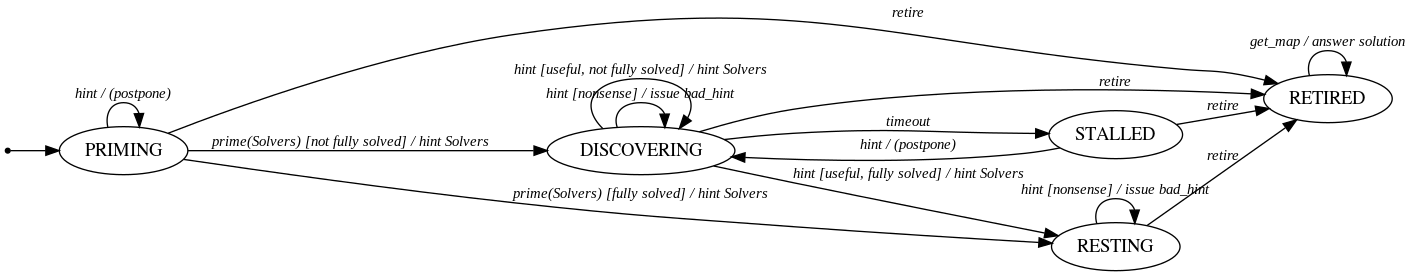 retire
get_map / answer solution
hint [useful, not fully solved] / hint Solvers
retire
hint / (postpone)
hint [nonsense] / issue bad_hint
RETIRED
retire
timeout
STALLED
prime(Solvers) [not fully solved] / hint Solvers
hint / (postpone)
PRIMING
DISCOVERING
retire
hint [useful, fully solved] / hint Solvers
prime(Solvers) [fully solved] / hint Solvers
hint [nonsense] / issue bad_hint
RESTING